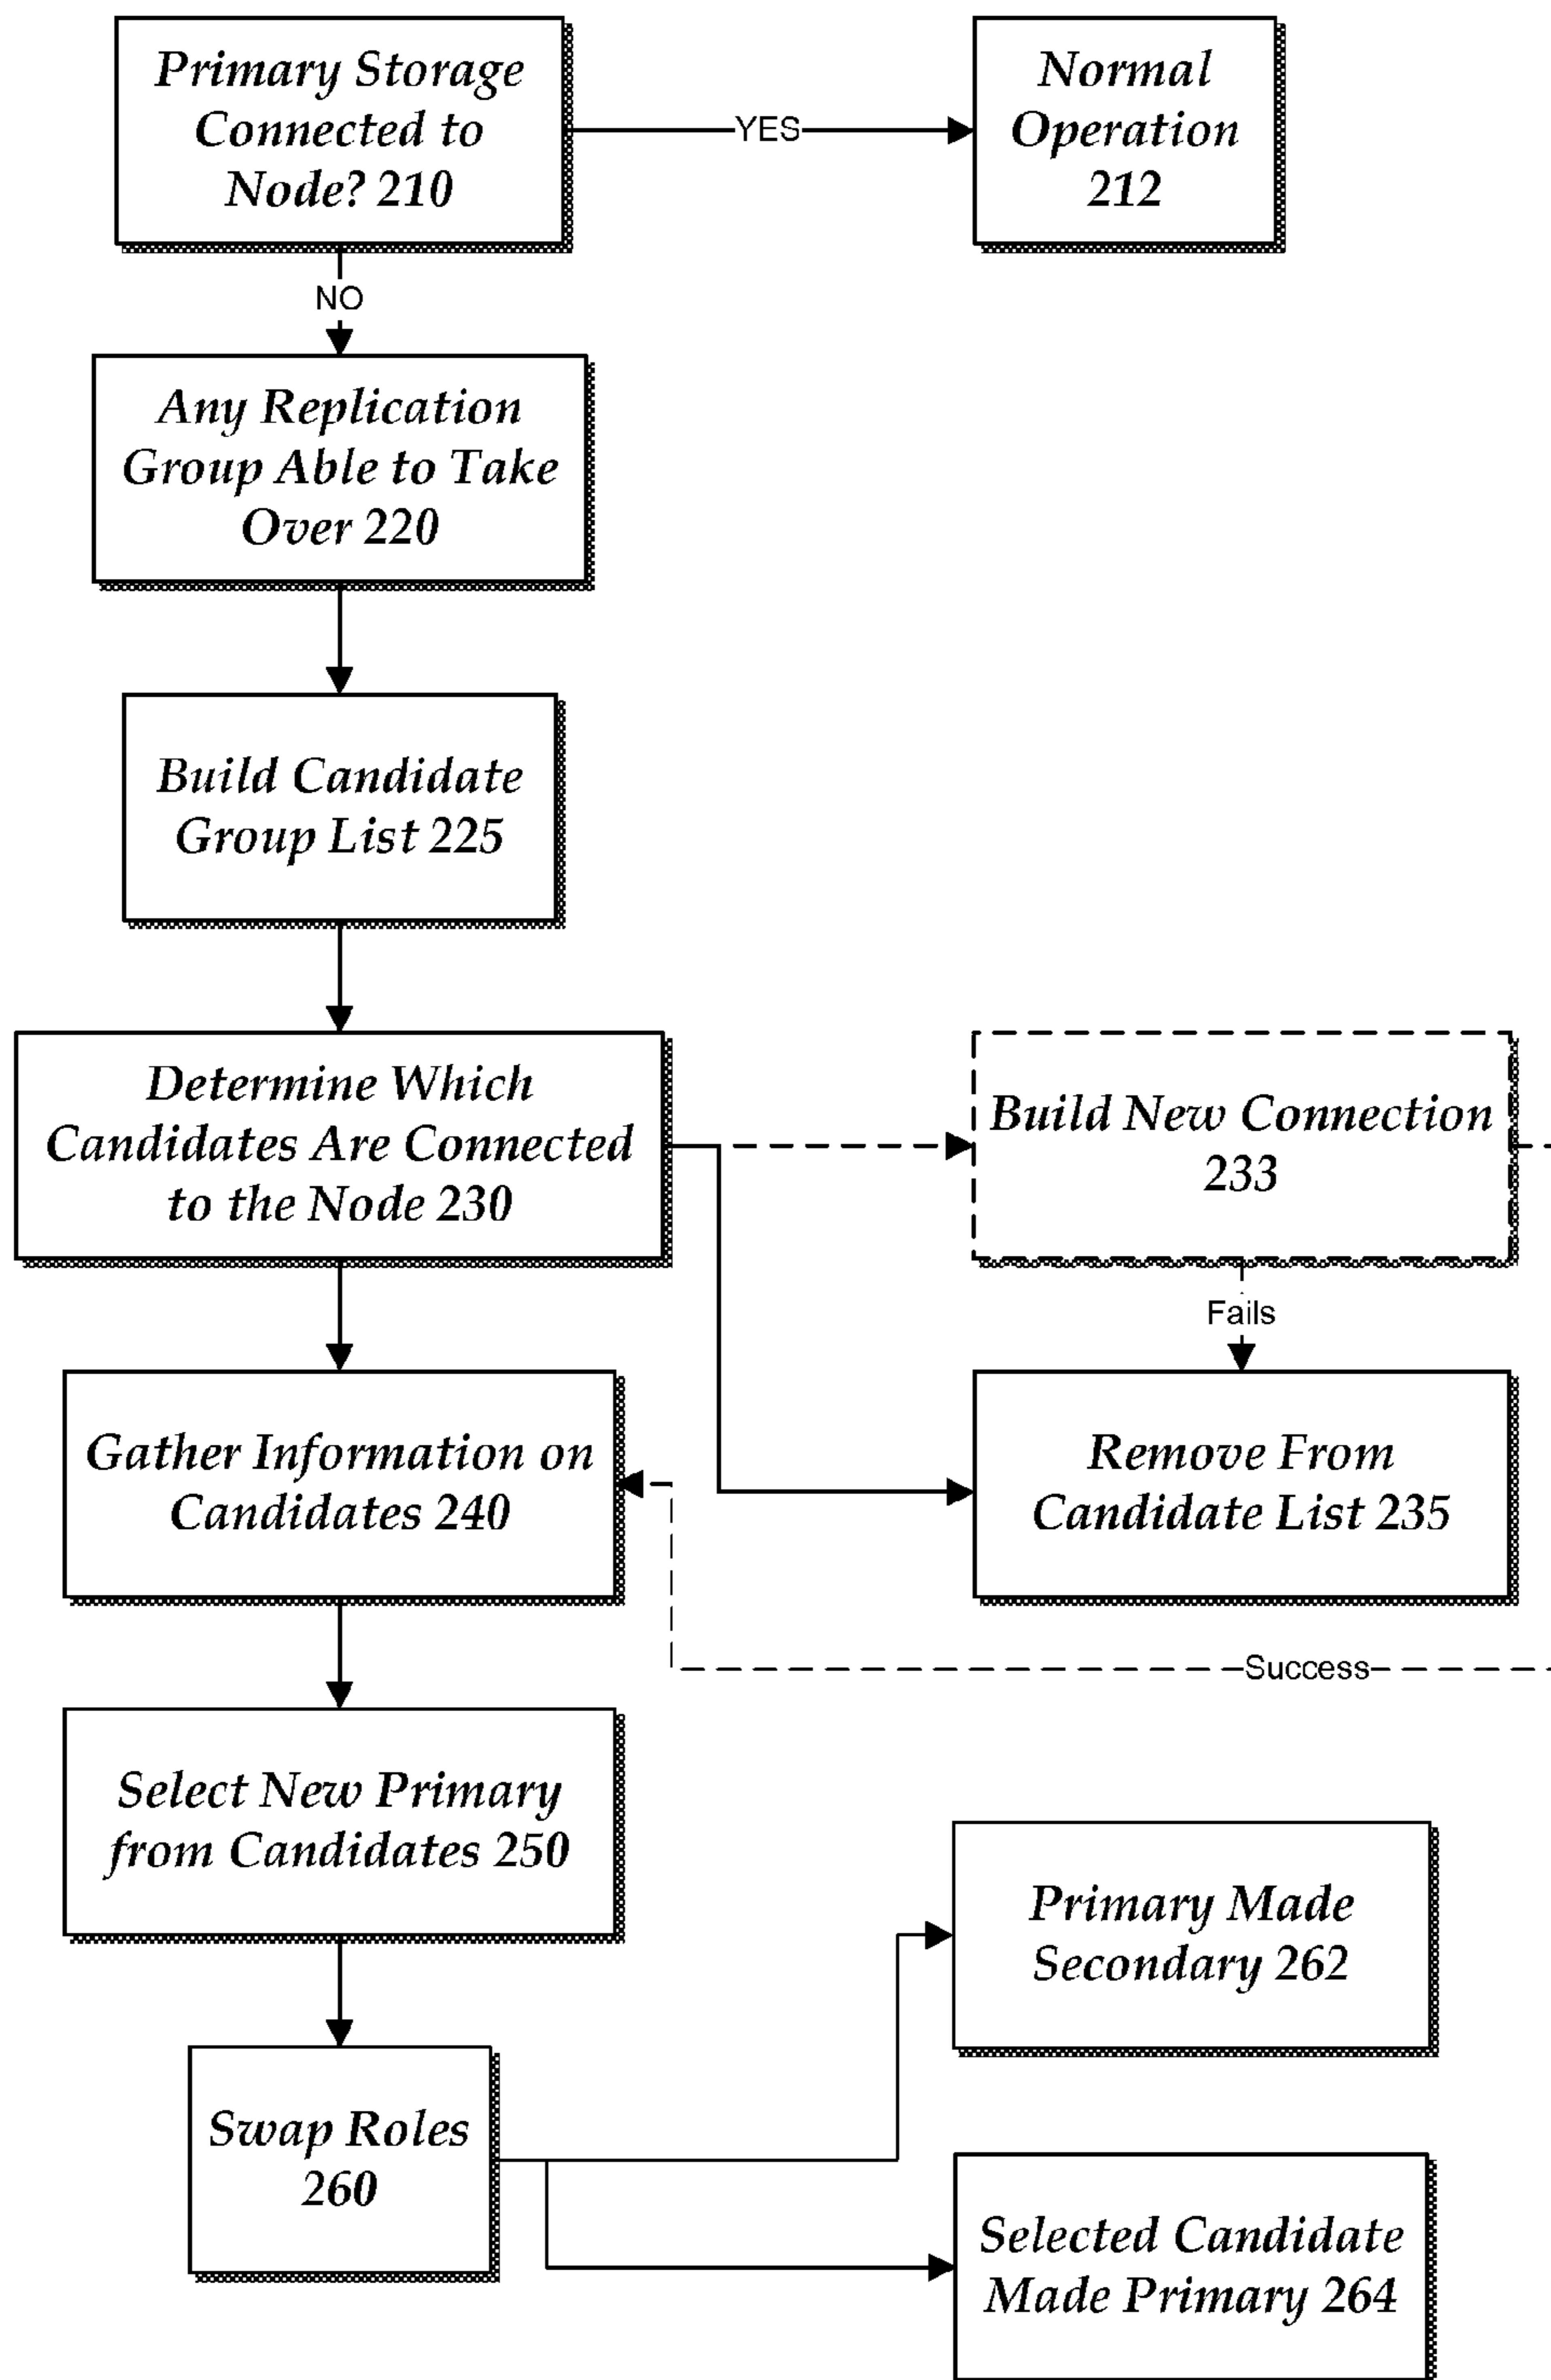 Primary Storage
Connected to
Node? 210
YES
Normal
Operation
212
NO
Any Replication
Group Able to Take
Over 220
Build Candidate
Group List 225
Determine Which
Candidates Are Connected
to the Node 230
Build New Connection
233
Fails
Gather Information on
Candidates 240
Remove From
Candidate List 235
Success
Select New Primary
from Candidates 250
Primary Made
Secondary 262
Swap Roles
260
Selected Candidate
Made Primary 264